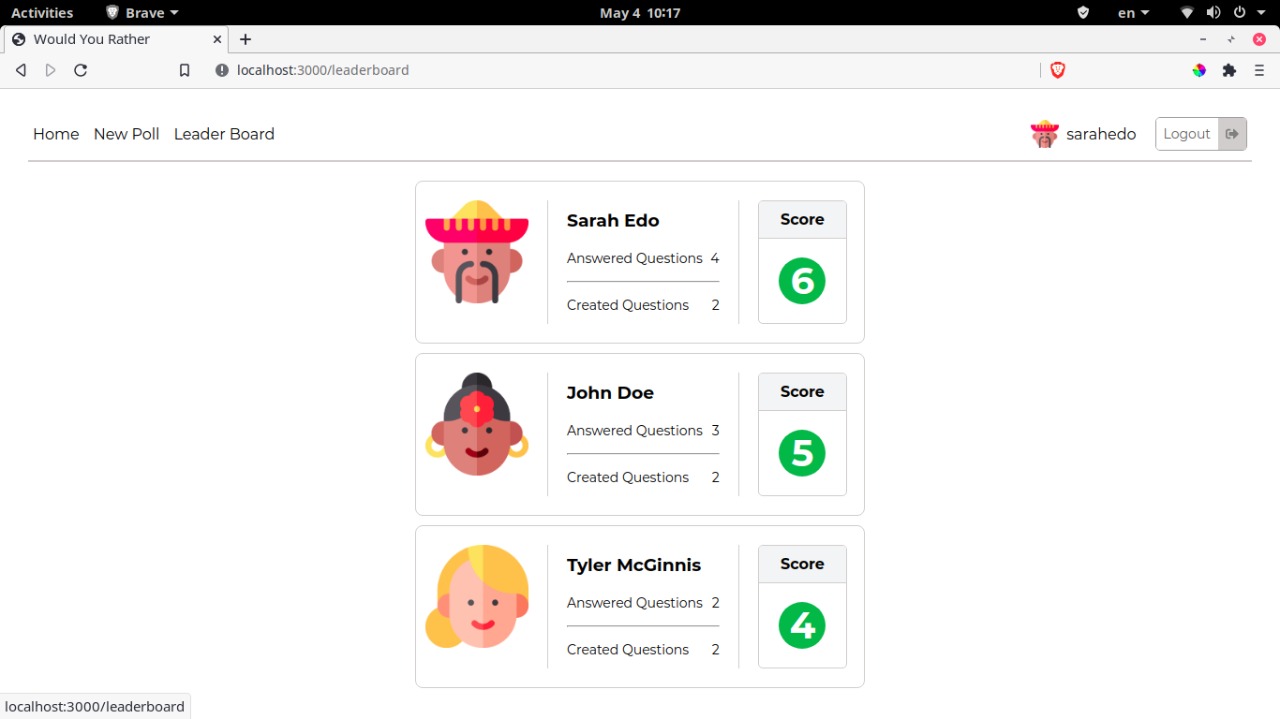 Activities Brave May 4 10:17 en
Would You Rather
localhost:3000/leaderboard
Home New Poll Leader Board sarahedo Logout
Sarah Edo
Answered Questions 4
Created Questions 2
Score
6
John Doe
Answered Questions 3
Created Questions 2
Score
5
Tyler McGinnis
Answered Questions 2
Created Questions 2
Score
4
localhost:3000/leaderboard